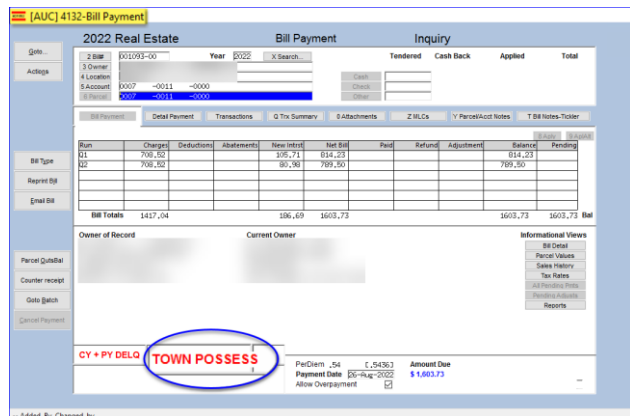 [AUC] 4132-Bill Payment
2022 Real Estate Bill Payment Inquiry
Goto...
Actions
2 Bill# 001093-00 Year 2022 X Search... Tendered Cash Back Applied Total
3 Owner
4 Location Cash
5 Account 0007 -0011 -0000 Check
6 Parcel 0007 -0011 -0000 Other
Bill Payment Detail Payment Transactions Q Trx Summary 0 Attachments Z MLCs Y Parcel/Acct Notes T Bill Notes-Tickler
Run Charges Deductions Abatements New Intrst Net Bill Paid Refund Adjustment Balance Pending
Q1 708.52 105.71 814.23 814.23
Q2 708.52 80.98 789.50 789.50
Bill Totals 1417.04 186.69 1603.73 1603.73 1603.73 Bal
Bill Type
Reprint Bill
Email Bill
Parcel OutsBal
Counter receipt
Goto Batch
Cancel Payment
Owner of Record Current Owner Informational Views
Bill Detail
Parcel Values
Sales History
Tax Rates
All Pending Pmts
Pending Adjusts
Reports
CY + PY DELQ TOWN POSSESS
PerDiem .54 [.5436] Amount Due
Payment Date 26-Aug-2022 $ 1,603.73
Allow Overpayment